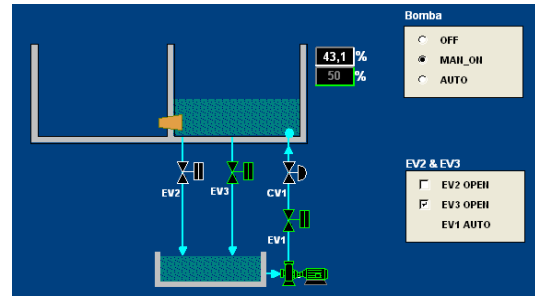 Bomba
OFF
MAN_ON
AUTO
43,1 %
50 %
EV2
EV3
CV1
EV1
EV2 & EV3
EV2 OPEN
EV3 OPEN
EV1 AUTO